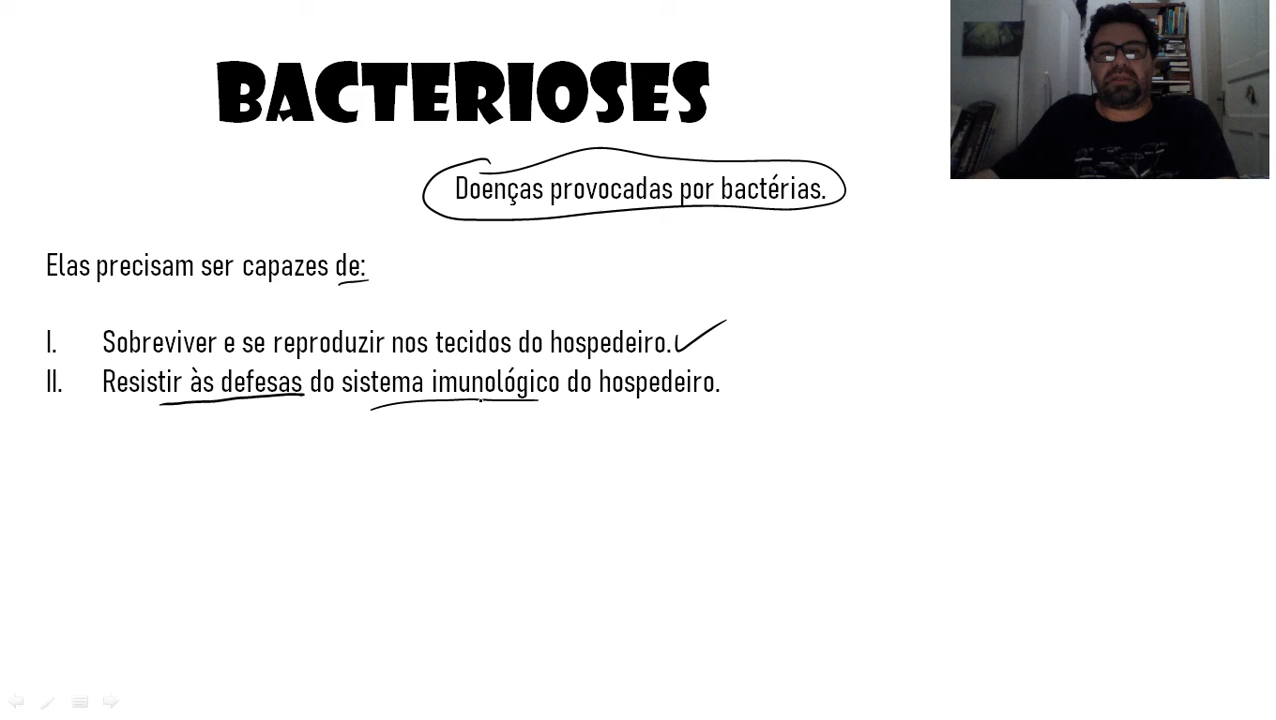 BACTERIOSES
Doenças provocadas por bactérias.
Elas precisam ser capazes de:
I. Sobreviver e se reproduzir nos tecidos do hospedeiro.
II. Resistir às defesas do sistema imunológico do hospedeiro.